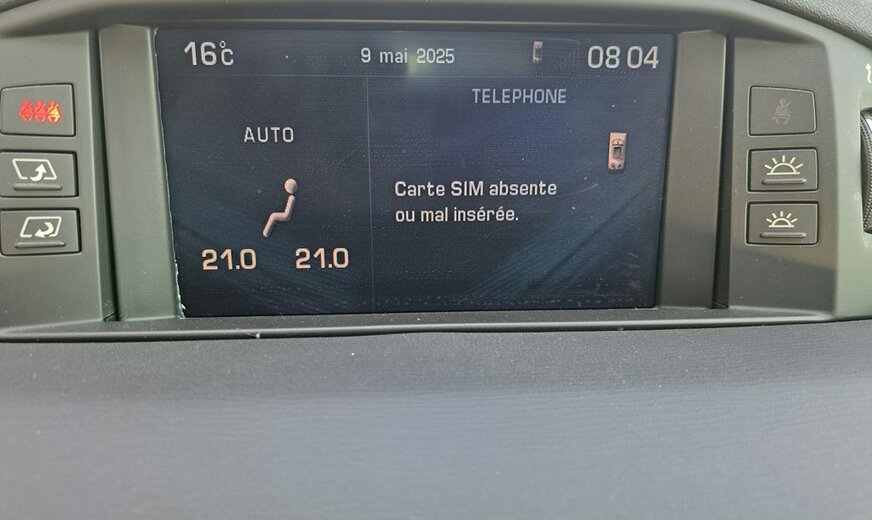 16°C
9 mai 2025
08 04
TELEPHONE
AUTO
Carte SIM absente
ou mal insérée.
21.0 21.0